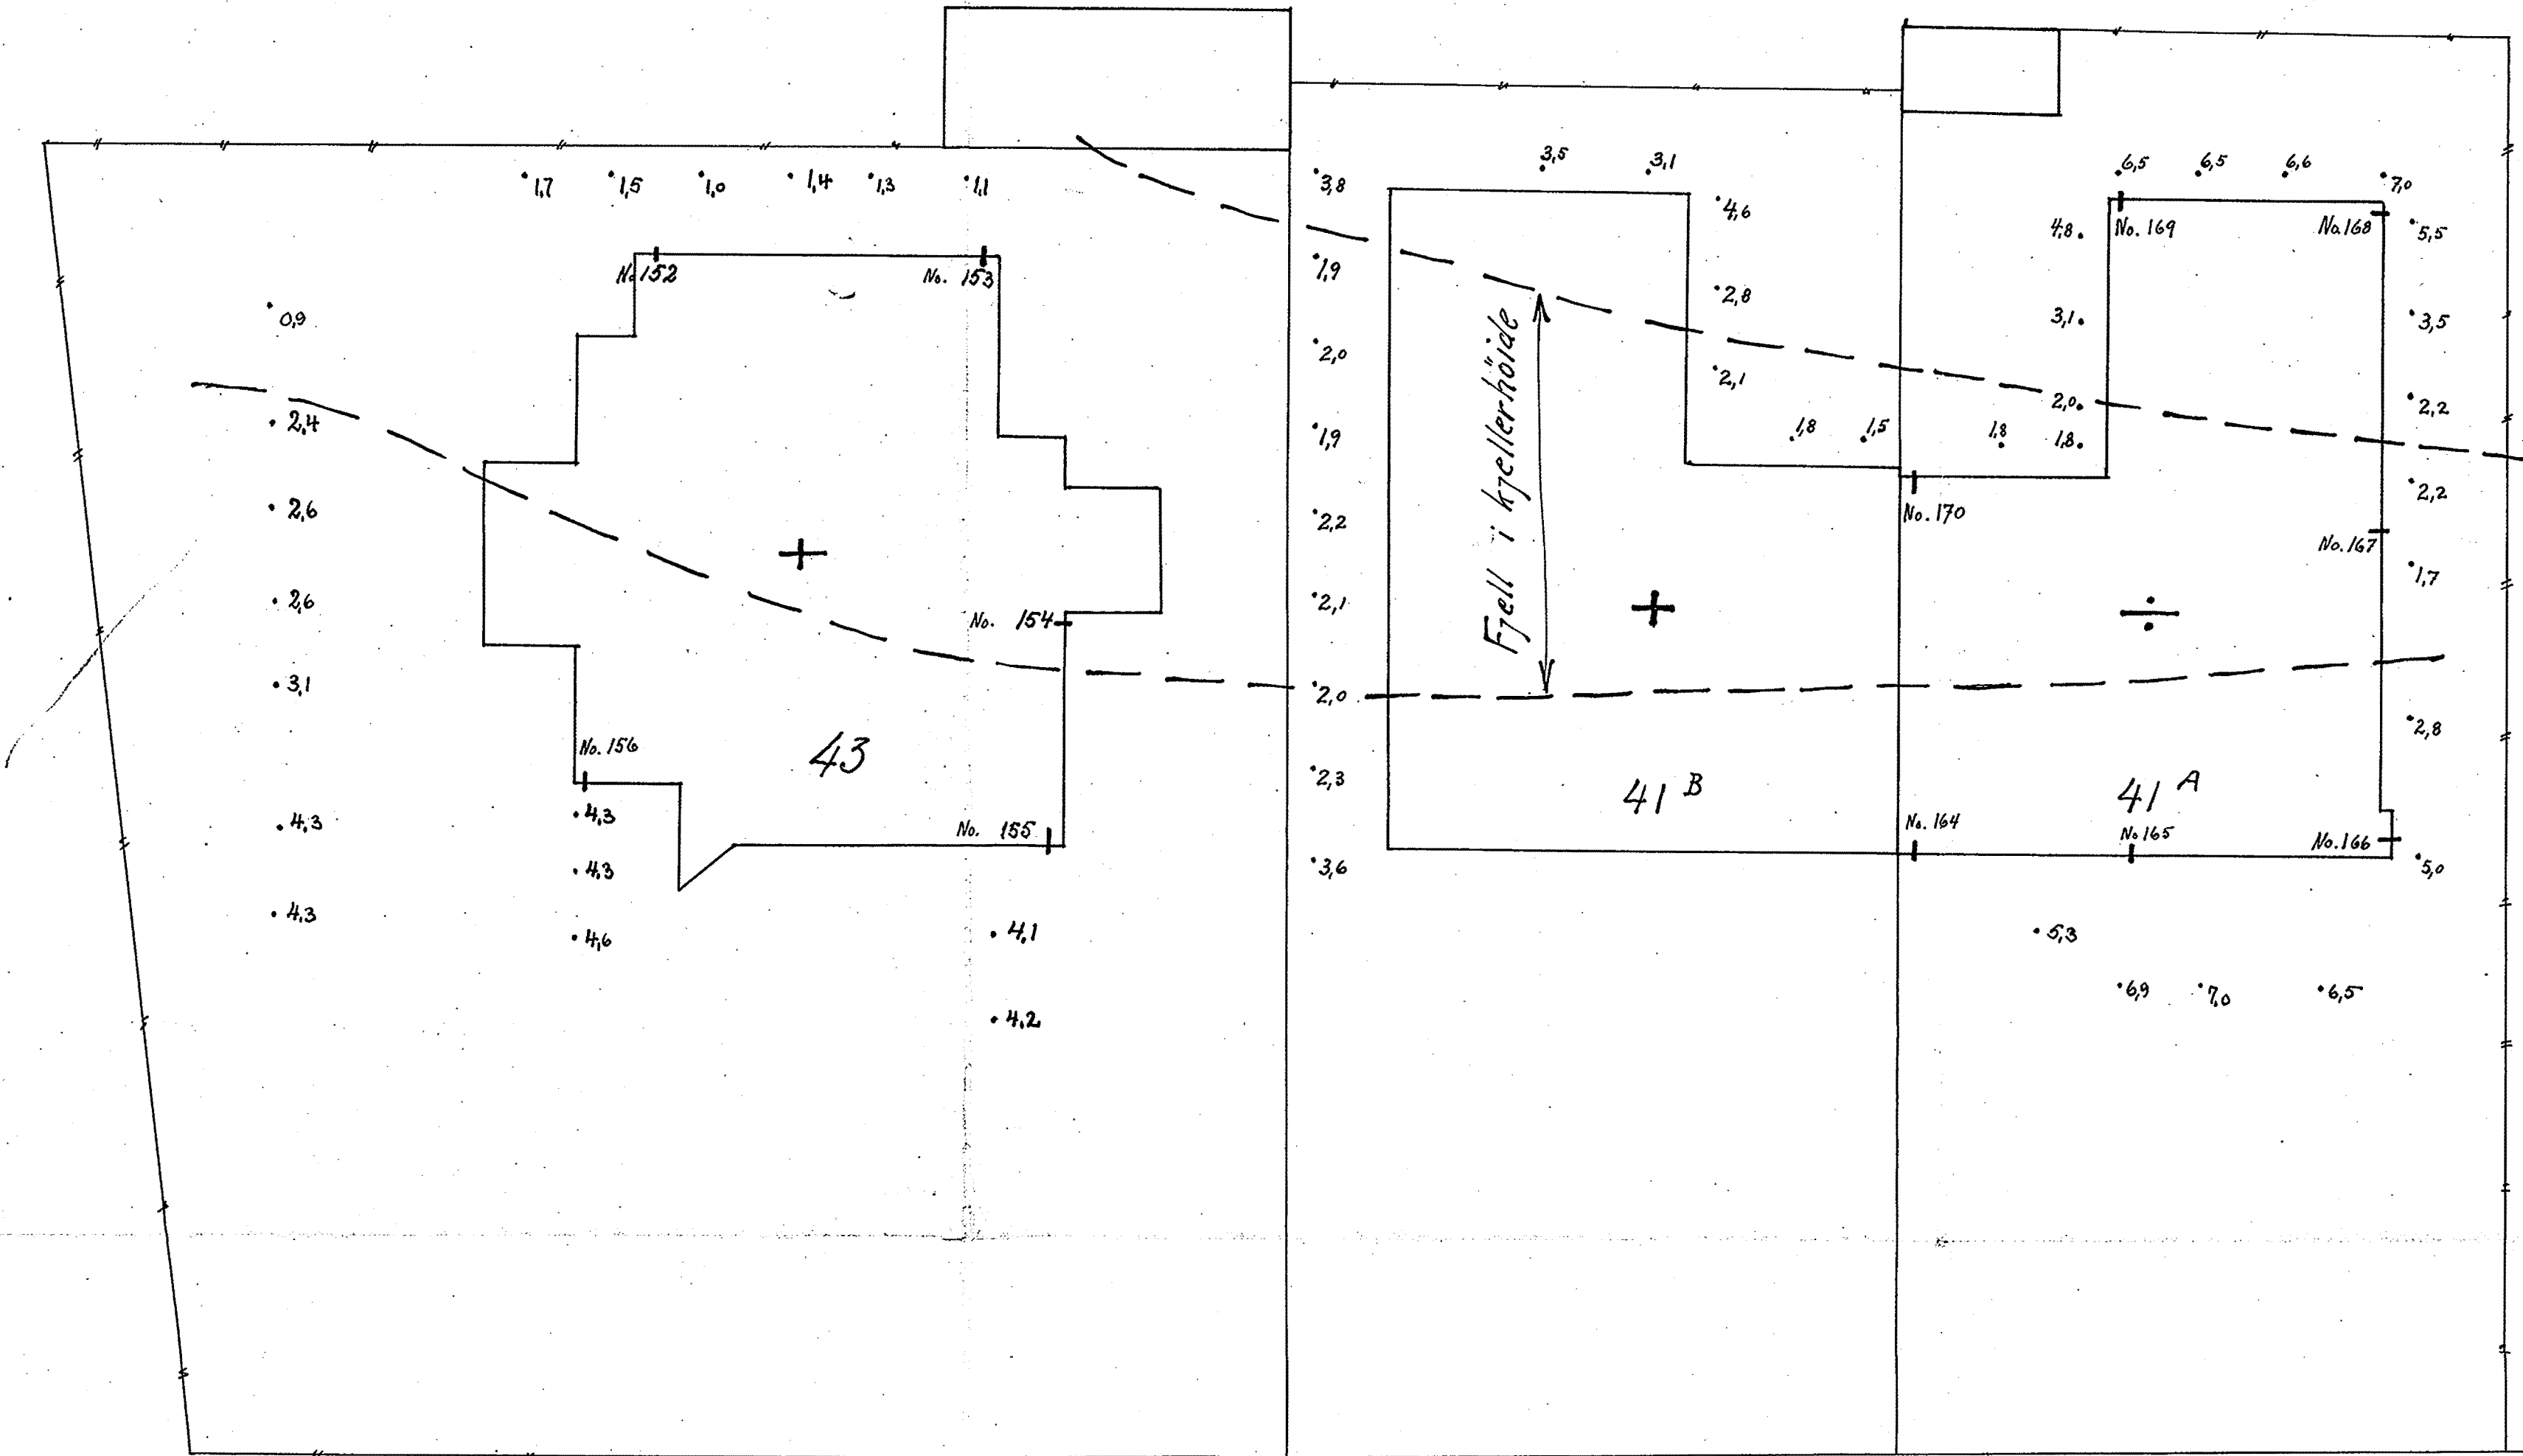 1,7 1,5 1,0 1,4 1,3 1,1
3,8
3,5 3,1
4,6
6,5 6,5 6,6 7,0
No. 169 No. 168
4,8
5,5
No 152 No. 153
1,9
2,8
0,9
3,1
3,5
2,0
2,1
2,0
2,2
2,4
1,9
1,8 1,5 1,8 1,8
2,6
2,2
No. 170
2,2
No. 167
Fjell i kjellerhöide
1,7
2,6
2,1
+ + ÷
No. 154
3,1
2,0
2,8
No. 156
43
2,3
41 B
41 A
4,3
4,3
No. 155
No. 164
No 165
No. 166
4,3
3,6
5,0
4,3
4,6
4,1
5,3
4,2
6,9 7,0 6,5